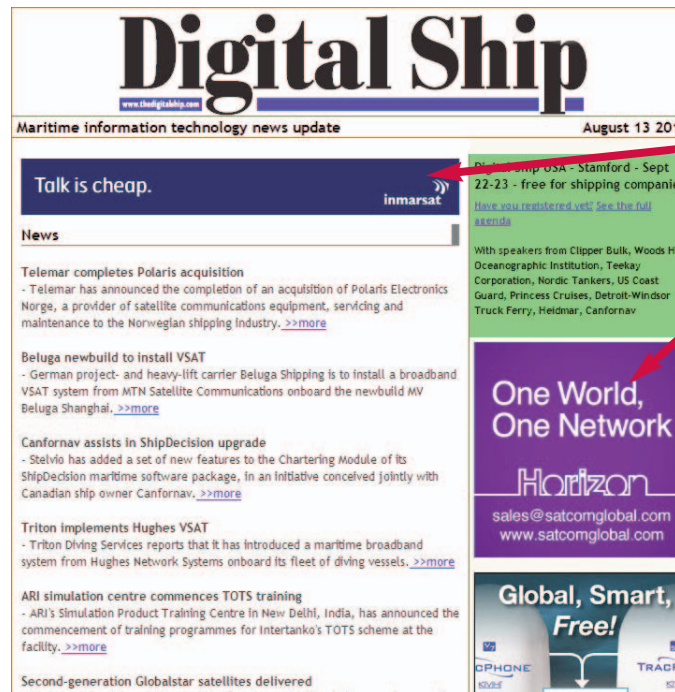 Digital Ship
www.thedigitalship.com
Maritime information technology news update
August 13 20
Talk is cheap.
inmarsat
News
Telemar completes Polaris acquisition
- Telemar has announced the completion of an acquisition of Polaris Electronics
Norge, a provider of satellite communications equipment, servicing and
maintenance to the Norwegian shipping industry. >>more
Beluga newbuild to install VSAT
- German project- and heavy-lift carrier Beluga Shipping is to install a broadband
VSAT system from MTN Satellite Communications onboard the newbuild MV
Beluga Shanghai. >>more
Canfornav assists in ShipDecision upgrade
- Stelvio has added a set of new features to the Chartering Module of its
ShipDecision maritime software package, in an initiative conceived jointly with
Canadian ship owner Canfornav. >>more
Triton implements Hughes VSAT
- Triton Diving Services reports that it has introduced a maritime broadband
system from Hughes Network Systems onboard its fleet of diving vessels. >>more
ARI simulation centre commences TOTS training
- ARI's Simulation Product Training Centre in New Delhi, India, has announced the
commencement of training programmes for Intertanko's TOTS scheme at the
facility. >>more
Second-generation Globalstar satellites delivered
Digital Ship USA - Stamford - Sept
22-23 - free for shipping companie
Have you registered yet? See the full
agenda
With speakers from Clipper Bulk, Woods H
Oceanographic Institution, Teekay
Corporation, Nordic Tankers, US Coast
Guard, Princess Cruises, Detroit-Windsor
Truck Ferry, Heidmar, Canfornav
One World,
One Network
Horizon
sales@satcomglobal.com
www.satcomglobal.com
Global, Smart,
Free!
CPHONE
TRACP
KVH